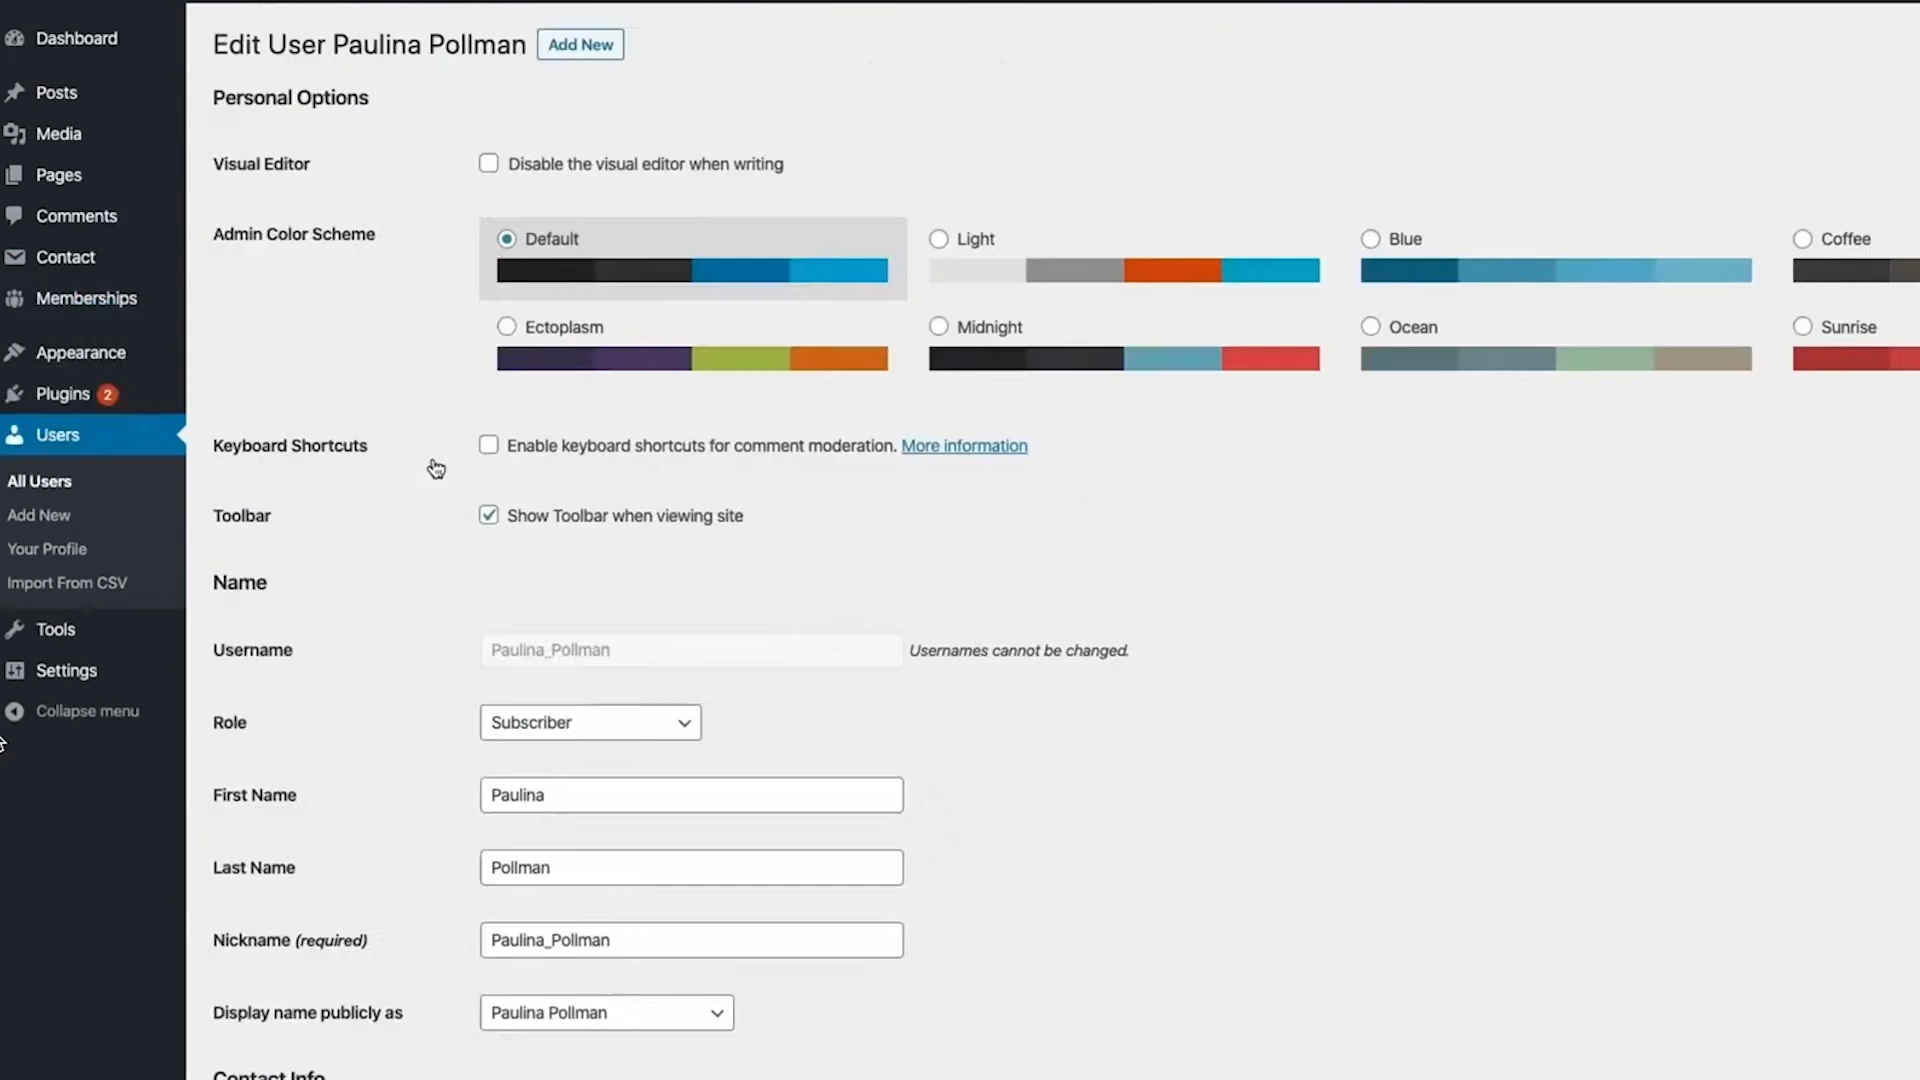 Dashboard
Posts
Media
Pages
Comments
Contact
Memberships
Appearance
Plugins 2
Users
All Users
Add New
Your Profile
Import From CSV
Tools
Settings
Collapse menu
Edit User Paulina Pollman Add New
Personal Options
Visual Editor Disable the visual editor when writing
Admin Color Scheme Default Light Blue Coffee
Ectoplasm Midnight Ocean Sunrise
Keyboard Shortcuts Enable keyboard shortcuts for comment moderation. More information
Toolbar Show Toolbar when viewing site
Name
Username Paulina_Pollman Usernames cannot be changed.
Role Subscriber
First Name Paulina
Last Name Pollman
Nickname (required) Paulina_Pollman
Display name publicly as Paulina Pollman
Contact Info